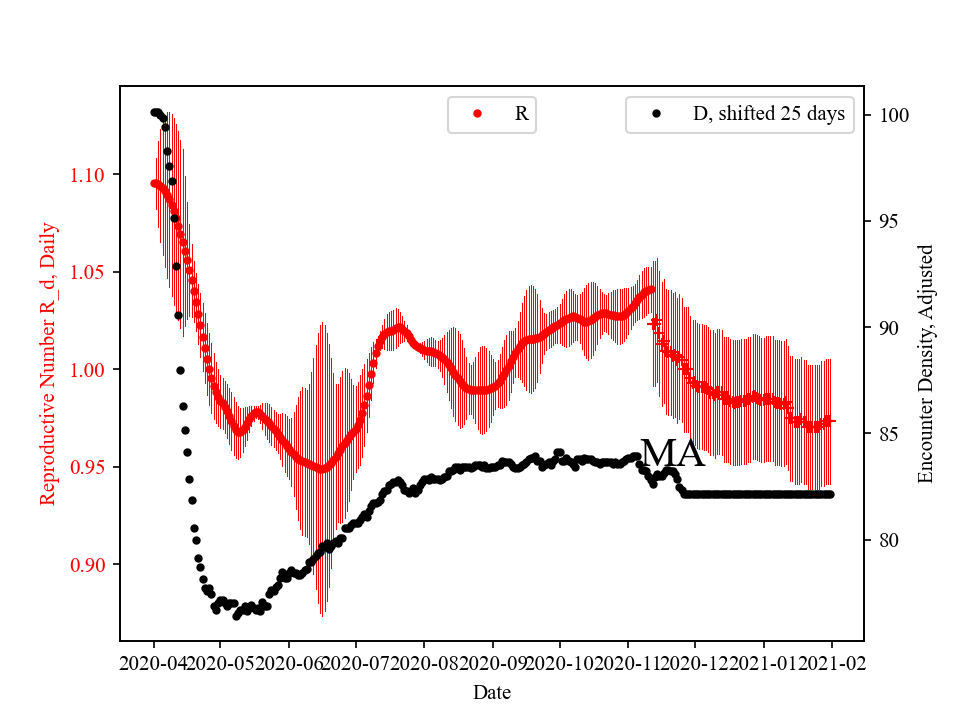 R
D, shifted 25 days
Reproductive Number R_d, Daily
1.10
1.05
1.00
0.95
0.90
100
95
90
85
80
Encounter Density, Adjusted
MA
2020-04 2020-05 2020-06 2020-07 2020-08 2020-09 2020-10 2020-11 2020-12 2021-01 2021-02
Date